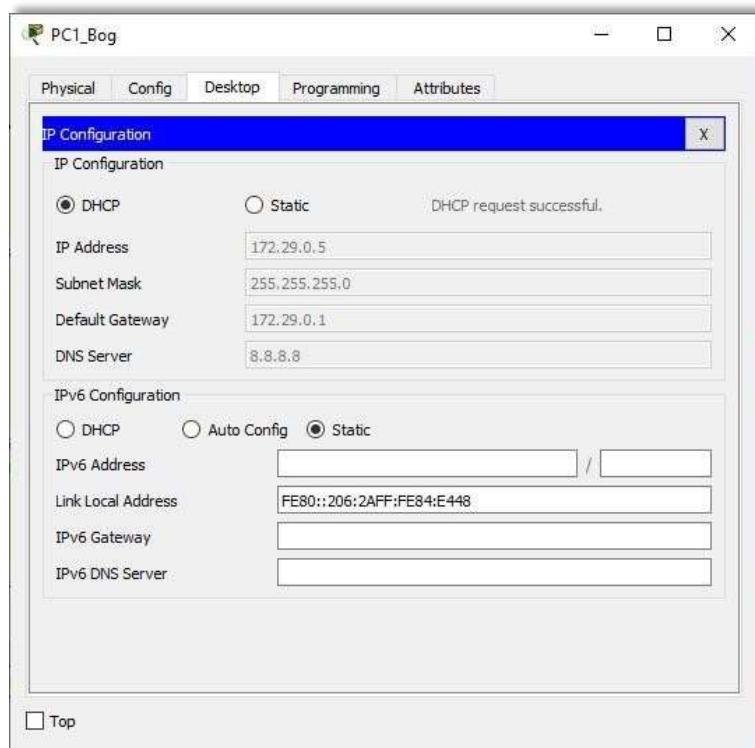 PC1_Bog
Physical Config Desktop Programming Attributes
IP Configuration X
IP Configuration
DHCP Static DHCP request successful.
IP Address 172.29.0.5
Subnet Mask 255.255.255.0
Default Gateway 172.29.0.1
DNS Server 8.8.8.8
IPv6 Configuration
DHCP Auto Config Static
IPv6 Address /
Link Local Address FE80::206:2AFF:FE84:E448
IPv6 Gateway
IPv6 DNS Server
Top